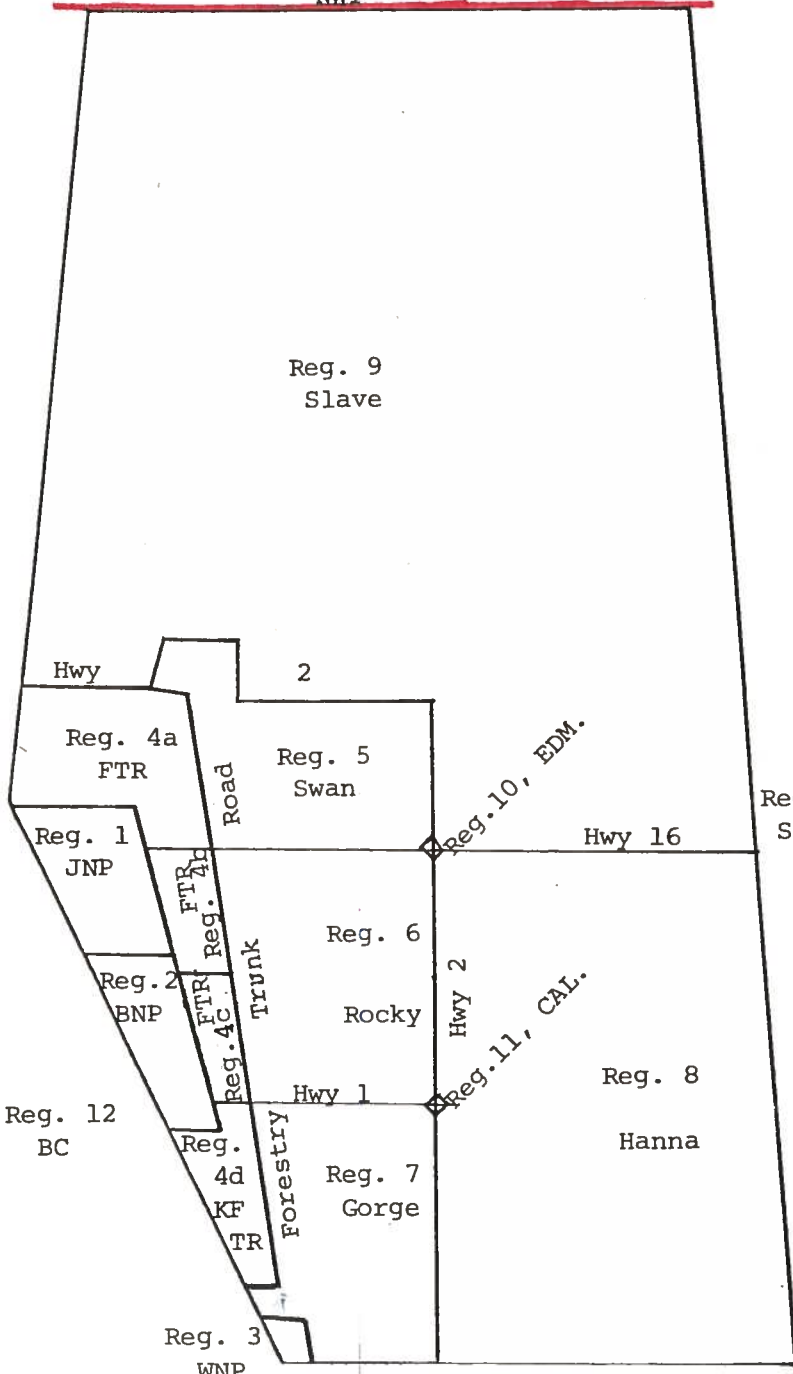 Reg. 9
Slave
Hwy 2
Reg. 4a
FTR
Road
Reg. 5
Swan
Reg.10, EDM.
Re
S
Reg. 1
JNP
Hwy 16
FTR
Reg. 4b
Reg. 6
Rocky
Trunk
Hwy 2
Reg.2
BNP
FTR
Reg.4c
Hwy 1
Reg.11, CAL.
Reg. 8
Hanna
Reg. 12
BC
Reg.
4d
KF
TR
Forestry
Reg. 7
Gorge
Reg. 3
WNP